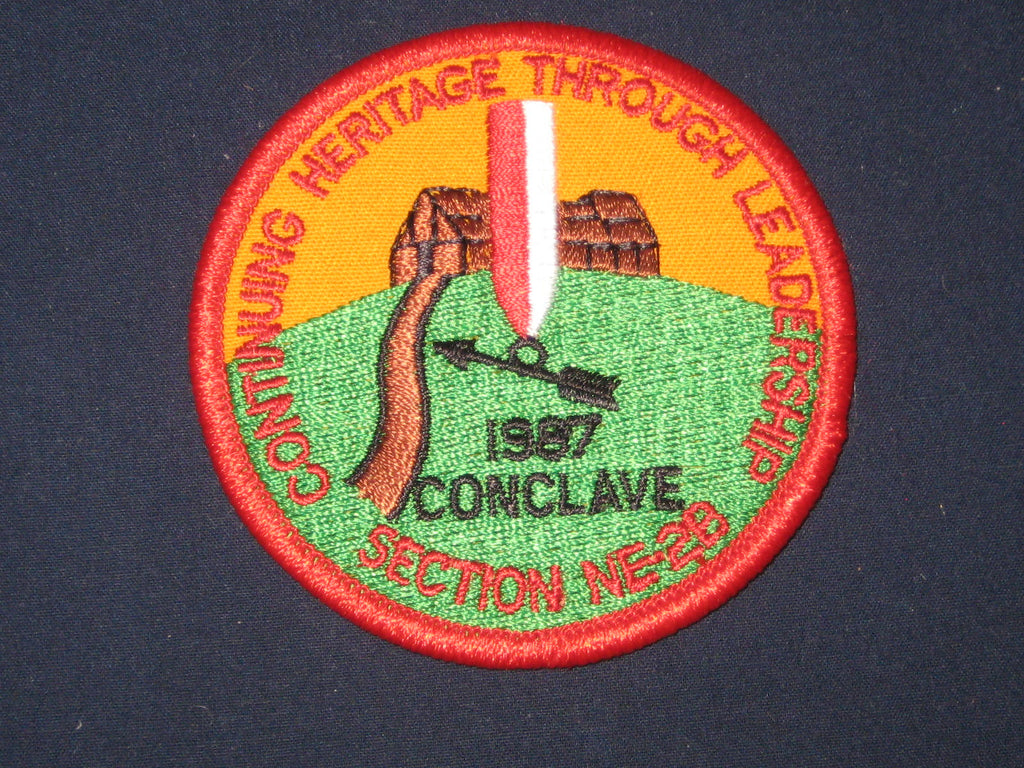 CONTINUING HERITAGE THROUGH LEADERSHIP
1987
CONCLAVE
SECTION NE-2B